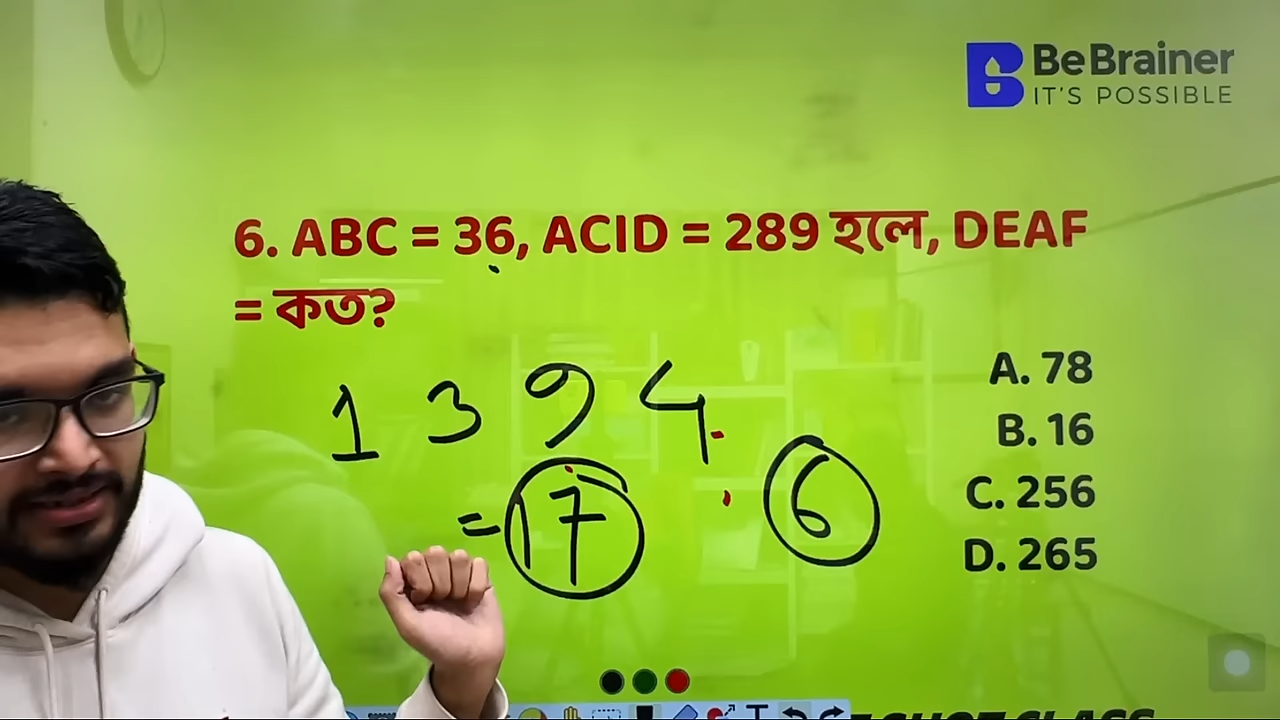 BeBrainer
IT'S POSSIBLE
6. ABC = 36, ACID = 289 হলে, DEAF
= কত?
A. 78
B. 16
C. 256
D. 265
1 3 9 4
= 17
6